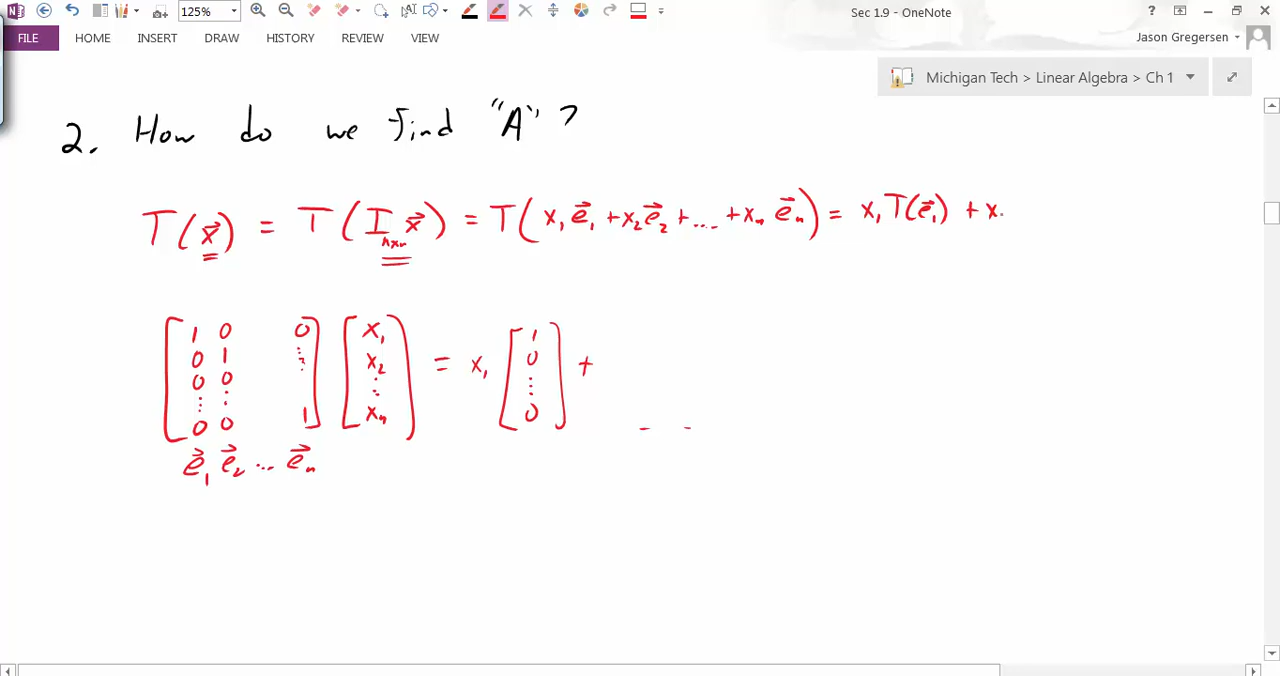 125%
Sec 1.9 - OneNote
?
FILE HOME INSERT DRAW HISTORY REVIEW VIEW
Jason Gregersen
Michigan Tech > Linear Algebra > Ch 1
2. How do we find "A"?
T(x⃗) = T(Iₙₓₙ x⃗) = T(x₁e⃗₁ + x₂e⃗₂ + .... + xₙe⃗ₙ) = x₁T(e⃗₁) + x
[1 0 0] [x₁] = x₁ [1] +
0 1 ⋮ x₂ 0
0 0 ⋮ ⋮
⋮ ⋮
0 0 1 xₙ 0
e⃗₁ e⃗₂ ... e⃗ₙ